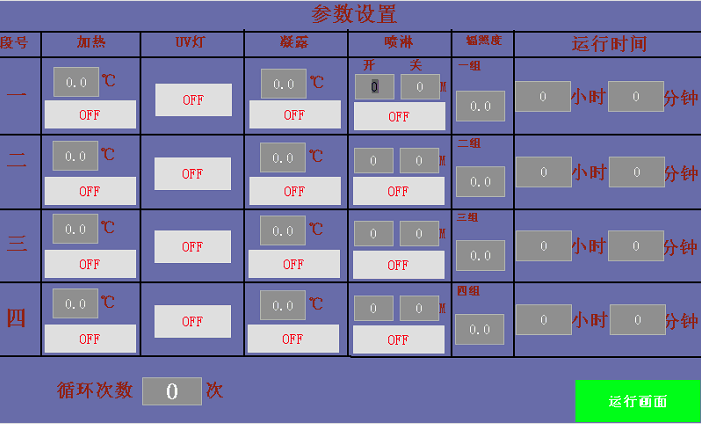 参数设置
段号 加热 UV灯 凝露 喷淋 辐照度 运行时间
开 关 一组
一 0.0 ℃ 0.0 ℃ 0 0 M 0 小时 0 分钟
OFF OFF OFF OFF 0.0
二组
二 0.0 ℃ 0.0 ℃ 0 0 M 0 小时 0 分钟
OFF OFF OFF OFF 0.0
三组
三 0.0 ℃ 0.0 ℃ 0 0 M 0 小时 0 分钟
OFF OFF OFF OFF 0.0
四组
四 0.0 ℃ 0.0 ℃ 0 0 M 0 小时 0 分钟
OFF OFF OFF OFF 0.0
循环次数 0 次
运行画面